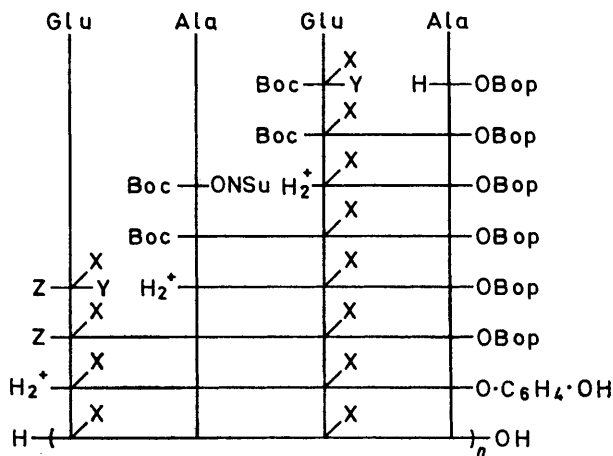 Glu Ala Glu Ala
X
Boc Y H OBop
X
Boc OBop
X
Boc ONSu H₂⁺ OBop
X
Boc OBop
X X
Z Y H₂⁺ OBop
X X
Z OBop
X X
H₂⁺ O·C₆H₄·OH
X X
H ( )ₙ OH